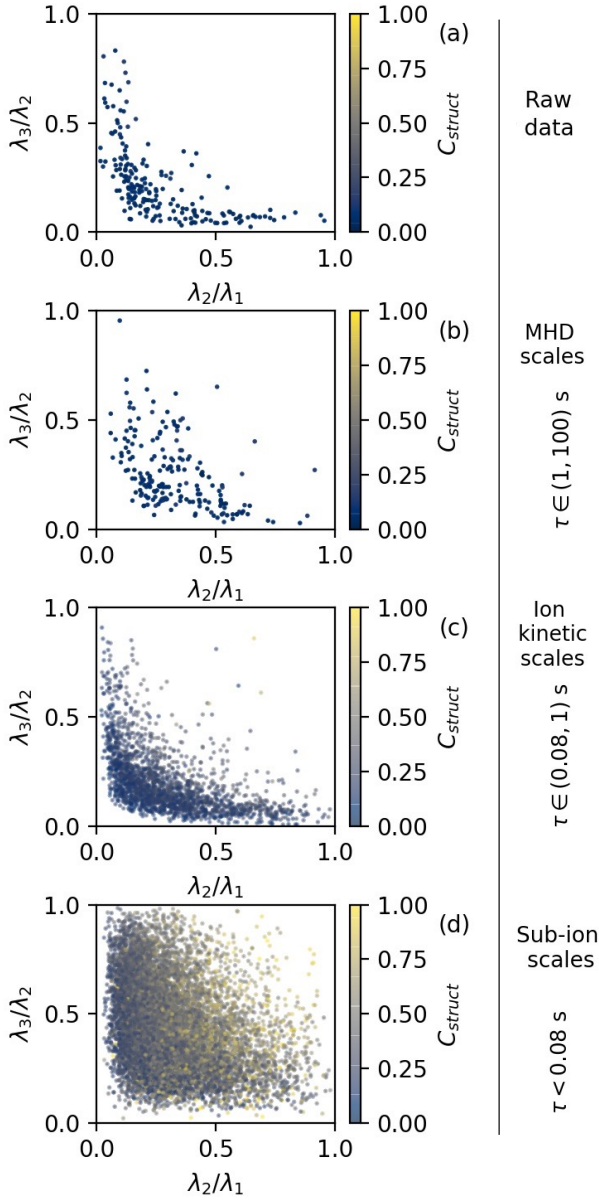 1.0
0.5
0.0
λ3/λ2
0.0 0.5 1.0
λ2/λ1
1.00
0.75
0.50
0.25
0.00
Cstruct
(a)
Raw
data
1.0
0.5
0.0
λ3/λ2
0.0 0.5 1.0
λ2/λ1
1.00
0.75
0.50
0.25
0.00
Cstruct
(b)
MHD
scales
τ∈(1, 100) s
1.0
0.5
0.0
λ3/λ2
0.0 0.5 1.0
λ2/λ1
1.00
0.75
0.50
0.25
0.00
Cstruct
(c)
Ion
kinetic
scales
τ∈(0.08, 1) s
1.0
0.5
0.0
λ3/λ2
0.0 0.5 1.0
λ2/λ1
1.00
0.75
0.50
0.25
0.00
Cstruct
(d)
Sub-ion
scales
τ < 0.08 s